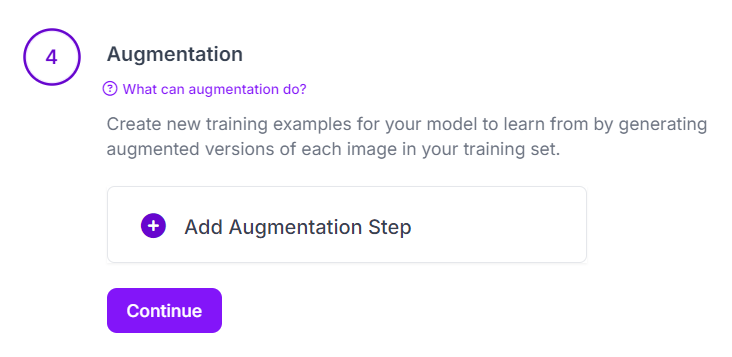 4
Augmentation
What can augmentation do?
Create new training examples for your model to learn from by generating
augmented versions of each image in your training set.
Add Augmentation Step
Continue